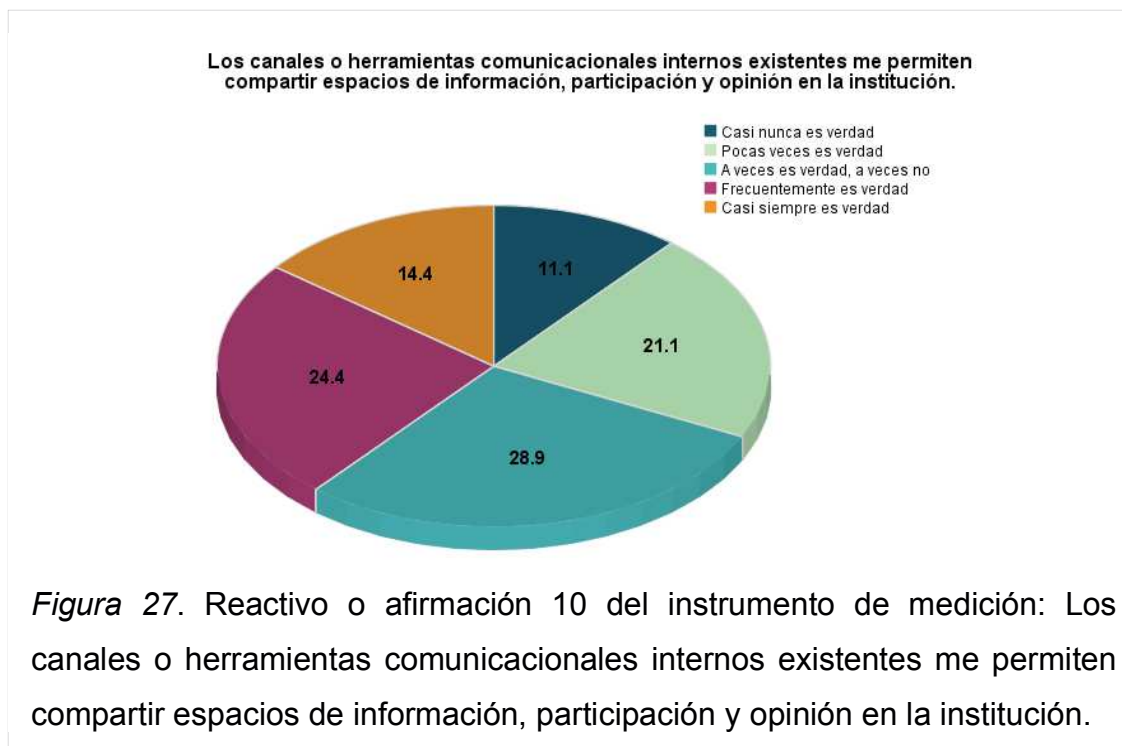 Los canales o herramientas comunicacionales internos existentes me permiten
compartir espacios de información, participación y opinión en la institución.
Casi nunca es verdad
Pocas veces es verdad
A veces es verdad, a veces no
Frecuentemente es verdad
Casi siempre es verdad
14.4
11.1
21.1
24.4
28.9
Figura 27. Reactivo o afirmación 10 del instrumento de medición: Los
canales o herramientas comunicacionales internos existentes me permiten
compartir espacios de información, participación y opinión en la institución.